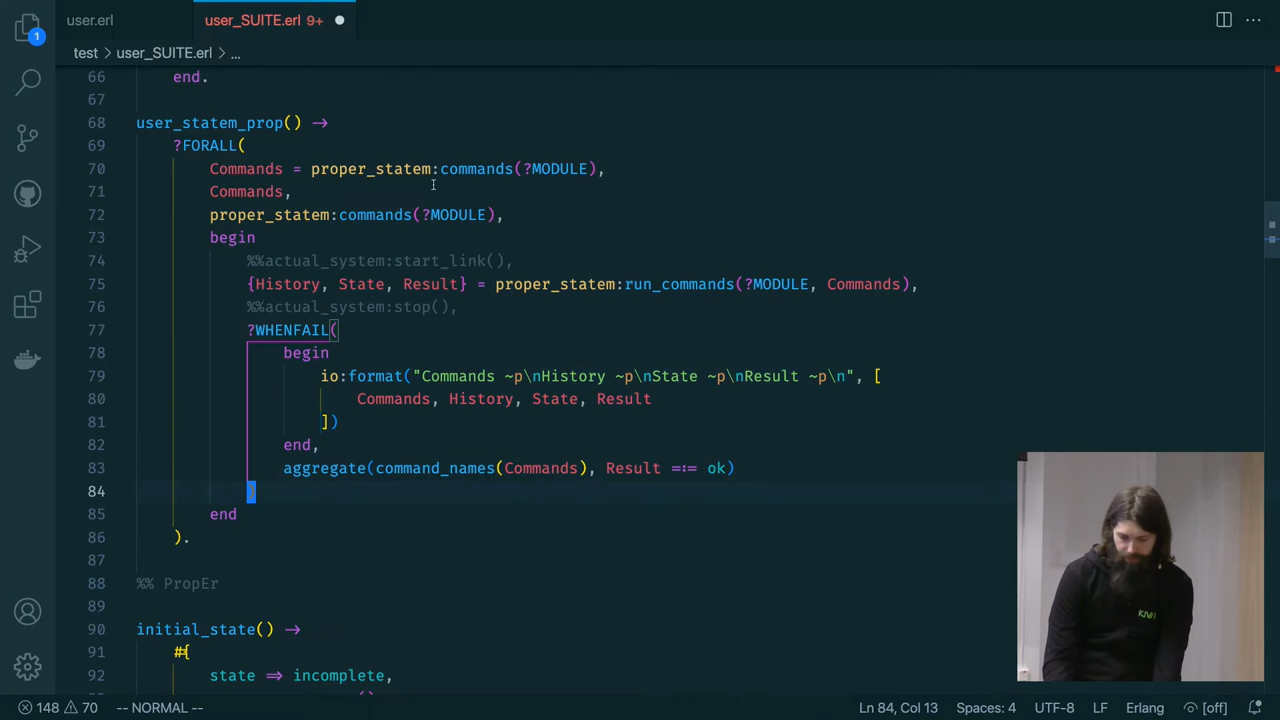 user.erl
user_SUITE.erl 9+
1
test > user_SUITE.erl > ...
66 end.
67
68 user_statem_prop() ->
69 ?FORALL(
70 Commands = proper_statem:commands(?MODULE),
71 Commands,
72 proper_statem:commands(?MODULE),
73 begin
74 %%actual_system:start_link(),
75 {History, State, Result} = proper_statem:run_commands(?MODULE, Commands),
76 %%actual_system:stop(),
77 ?WHENFAIL(
78 begin
79 io:format("Commands ~p\nHistory ~p\nState ~p\nResult ~p\n", [
80 Commands, History, State, Result
81 ])
82 end,
83 aggregate(command_names(Commands), Result =:= ok)
84 )
85 end
86 ).
87
88 %% PropEr
89
90 initial_state() ->
91 #{
92 state => incomplete,
148 70 -- NORMAL -- Ln 84, Col 13 Spaces: 4 UTF-8 LF Erlang [off]